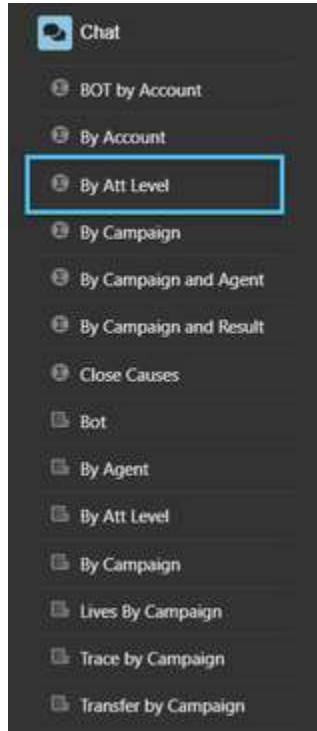 Chat
BOT by Account
By Account
By Att Level
By Campaign
By Campaign and Agent
By Campaign and Result
Close Causes
Bot
By Agent
By Att Level
By Campaign
Lives By Campaign
Trace by Campaign
Transfer by Campaign